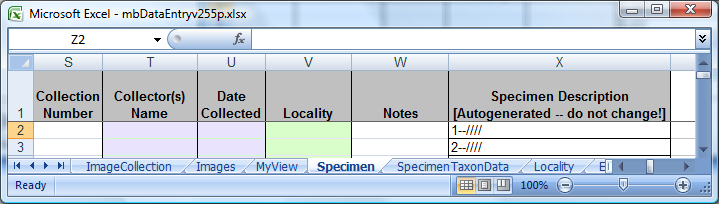 Microsoft Excel - mbDataEntryv255p.xlsx
Z2 fx
S T U V W X
1 Collection Number Collector(s) Name Date Collected Locality Notes Specimen Description [Autogenerated -- do not change!]
2 1--////
3 2--////
ImageCollection Images MyView Specimen SpecimenTaxonData Locality
Ready 100%